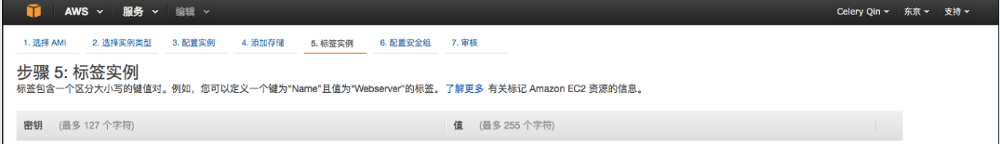 AWS 服务 编辑 Celery Qin 东京 支持
1. 选择 AMI 2. 选择实例类型 3. 配置实例 4. 添加存储 5. 标签实例 6. 配置安全组 7. 审核
步骤 5: 标签实例
标签包含一个区分大小写的键值对。例如，您可以定义一个键为“Name”且值为“Webserver”的标签。了解更多 有关标记 Amazon EC2 资源的信息。
密钥 (最多 127 个字符) 值 (最多 255 个字符)